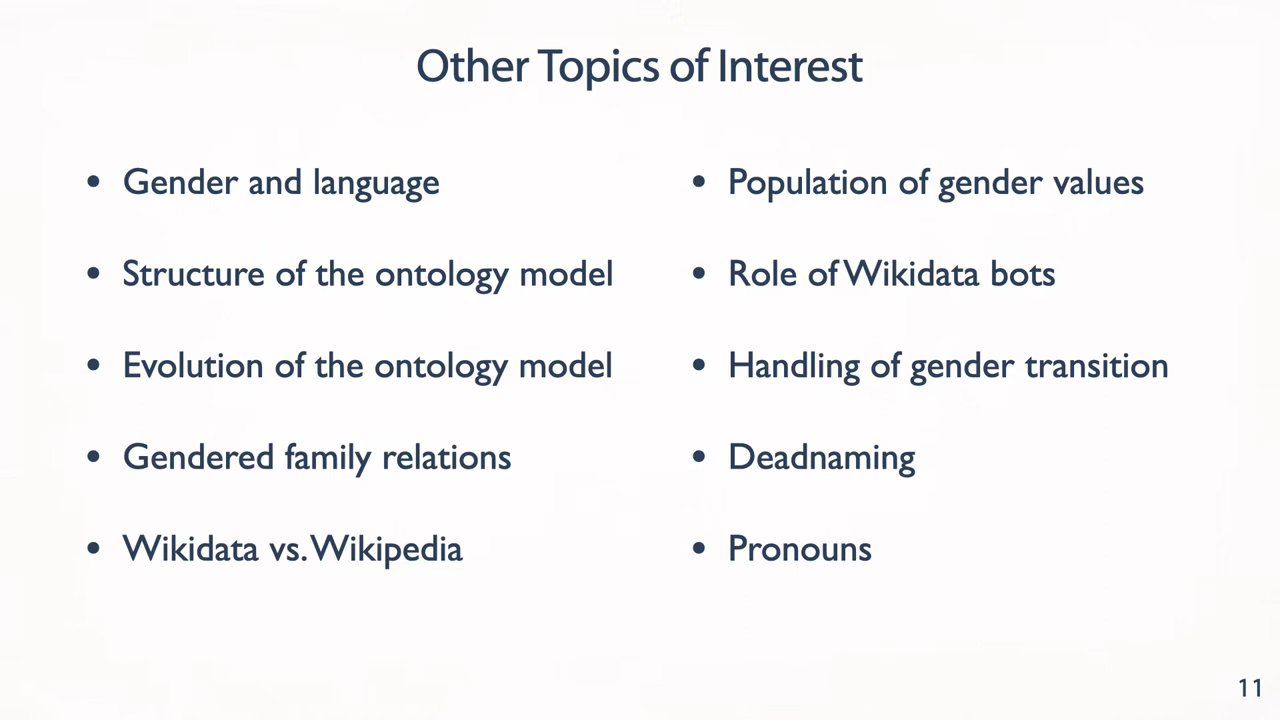 Other Topics of Interest
• Gender and language
• Structure of the ontology model
• Evolution of the ontology model
• Gendered family relations
• Wikidata vs. Wikipedia
• Population of gender values
• Role of Wikidata bots
• Handling of gender transition
• Deadnaming
• Pronouns
11